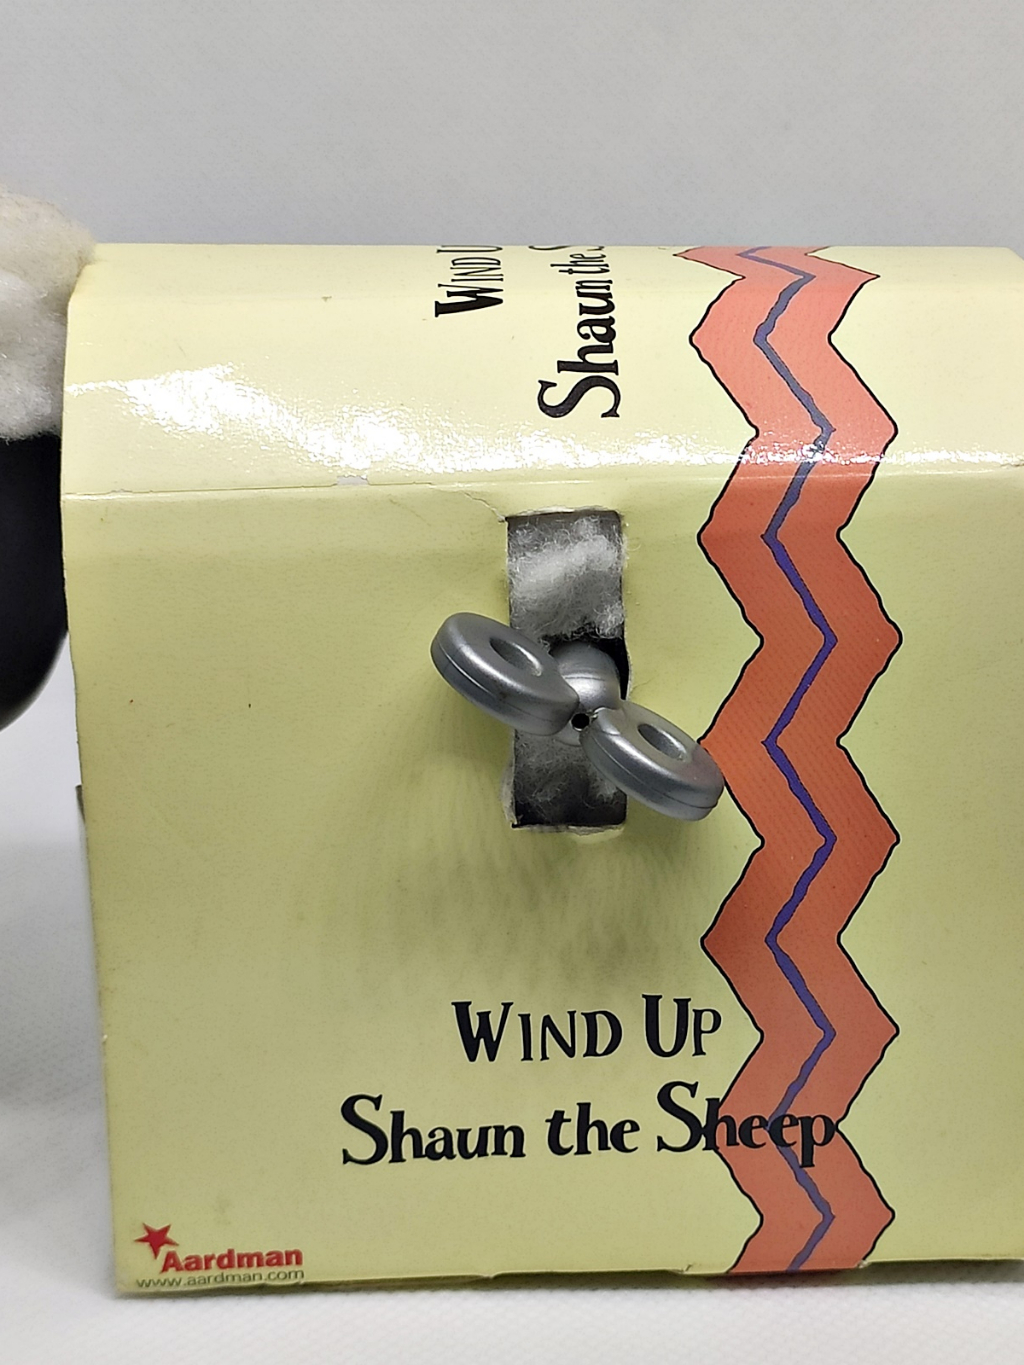 WIND U
Shaun the S
WIND UP
Shaun the Sheep
Aardman
www.aardman.com